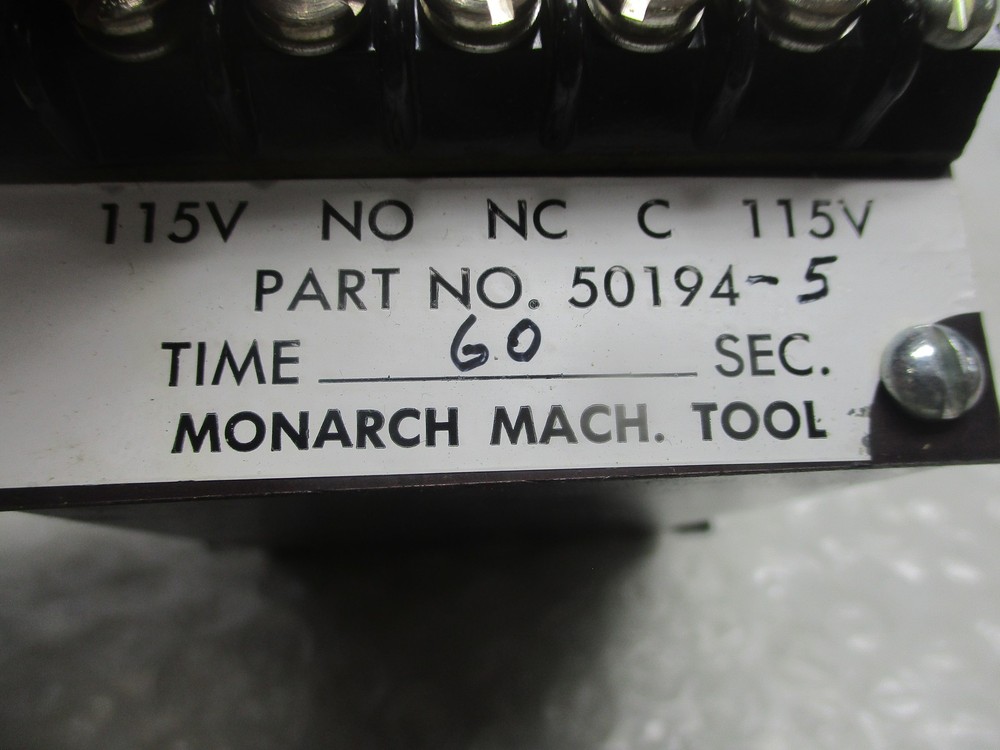 115V NO NC C 115V
PART NO. 50194-5
TIME 60 SEC.
MONARCH MACH. TOOL